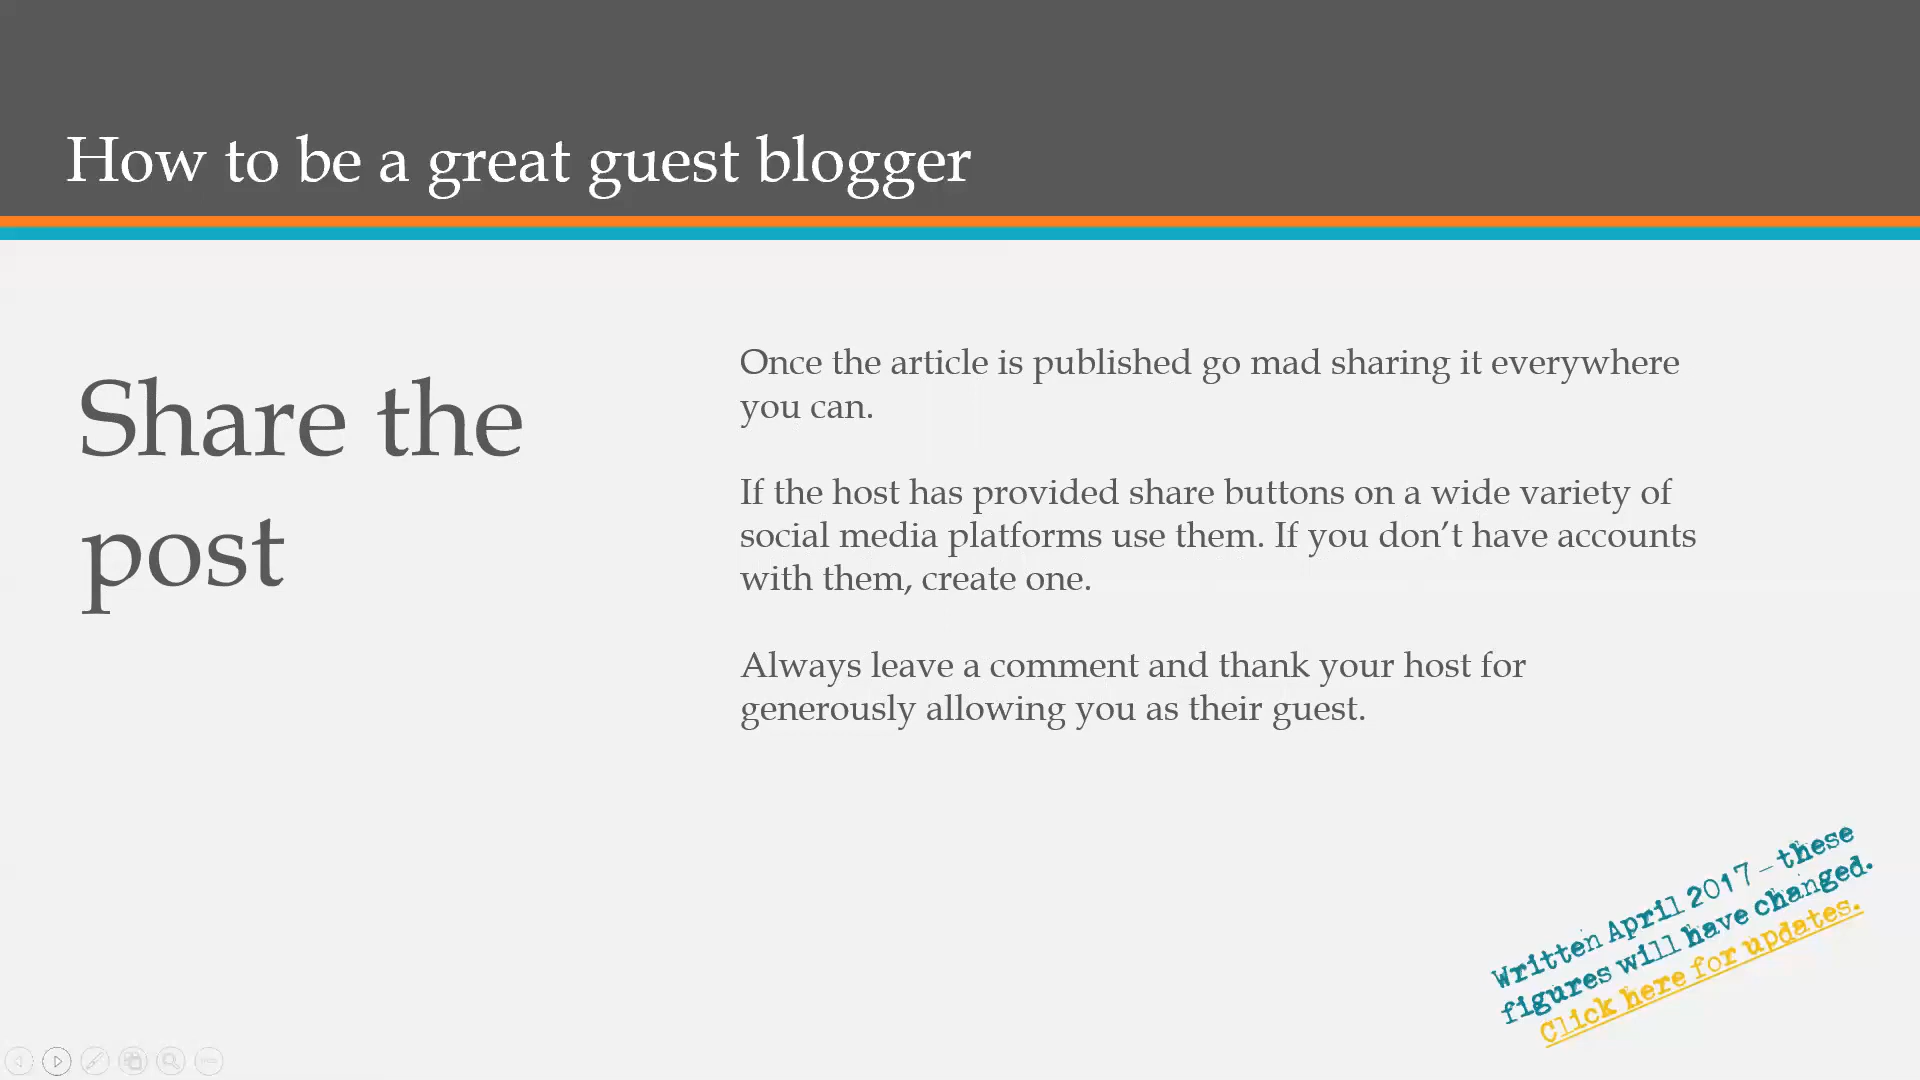 How to be a great guest blogger
Share the
post
Once the article is published go mad sharing it everywhere
you can.
If the host has provided share buttons on a wide variety of
social media platforms use them. If you don’t have accounts
with them, create one.
Always leave a comment and thank your host for
generously allowing you as their guest.
Written April 2017 – these
figures will have changed.
Click here for updates.